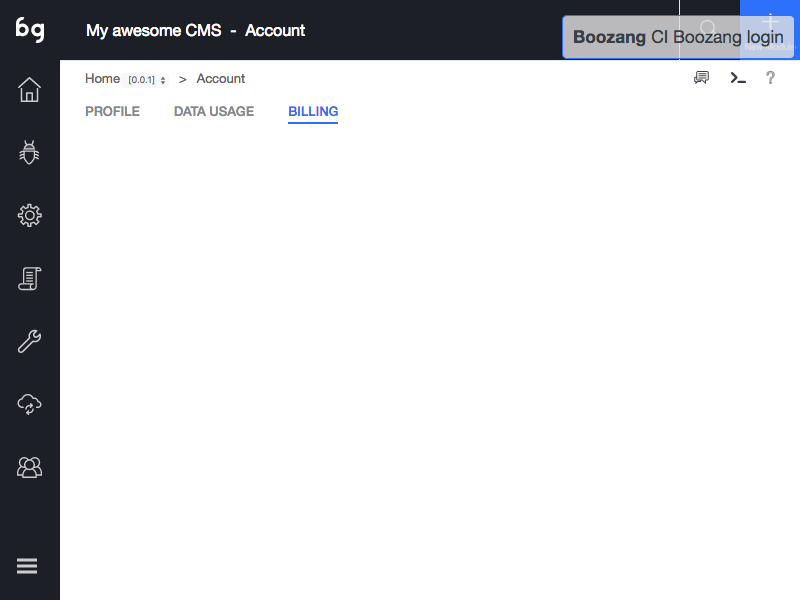 bg My awesome CMS - Account
Boozang CI Boozang login
Home [0.0.1] > Account
PROFILE DATA USAGE BILLING